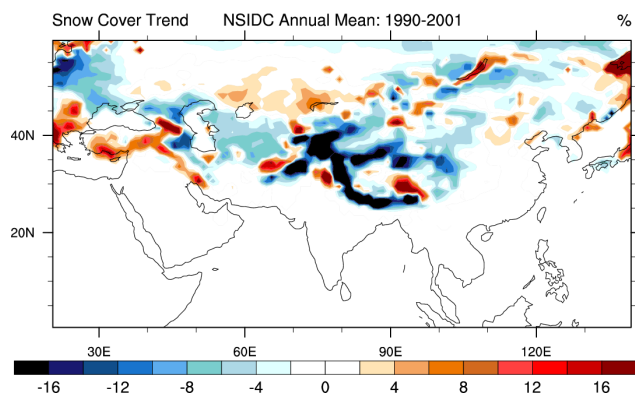 Snow Cover Trend NSIDC Annual Mean: 1990-2001 %
40N
20N
30E 60E 90E 120E
-16 -12 -8 -4 0 4 8 12 16